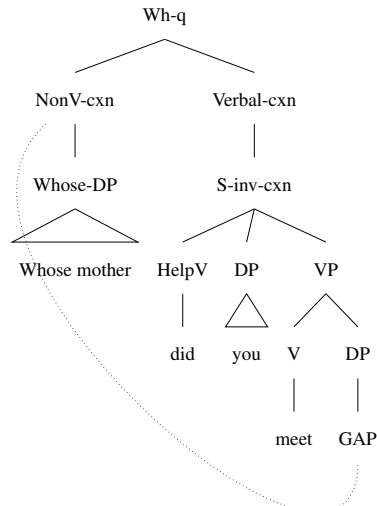 Wh-q
NonV-cxn Verbal-cxn
Whose-DP S-inv-cxn
Whose mother HelpV DP VP
did you V DP
meet GAP